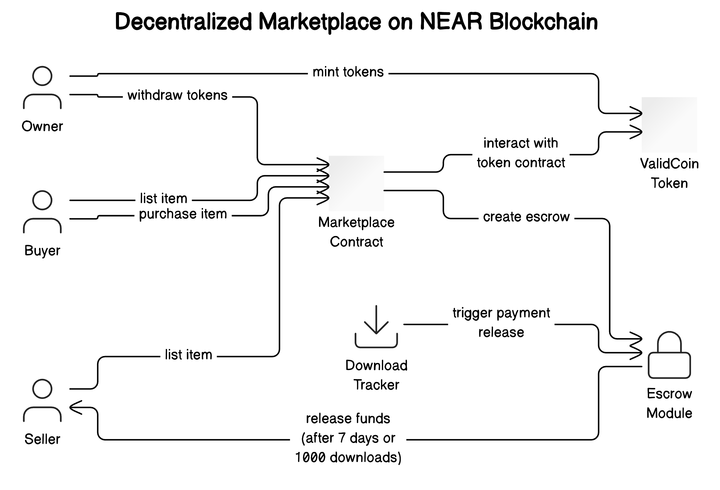 Decentralized Marketplace on NEAR Blockchain
mint tokens
withdraw tokens
Owner
interact with
token contract
ValidCoin
Token
list item
purchase item
Buyer
Marketplace
Contract
create escrow
trigger payment
release
Download
Tracker
list item
Escrow
Module
Seller
release funds
(after 7 days or
1000 downloads)